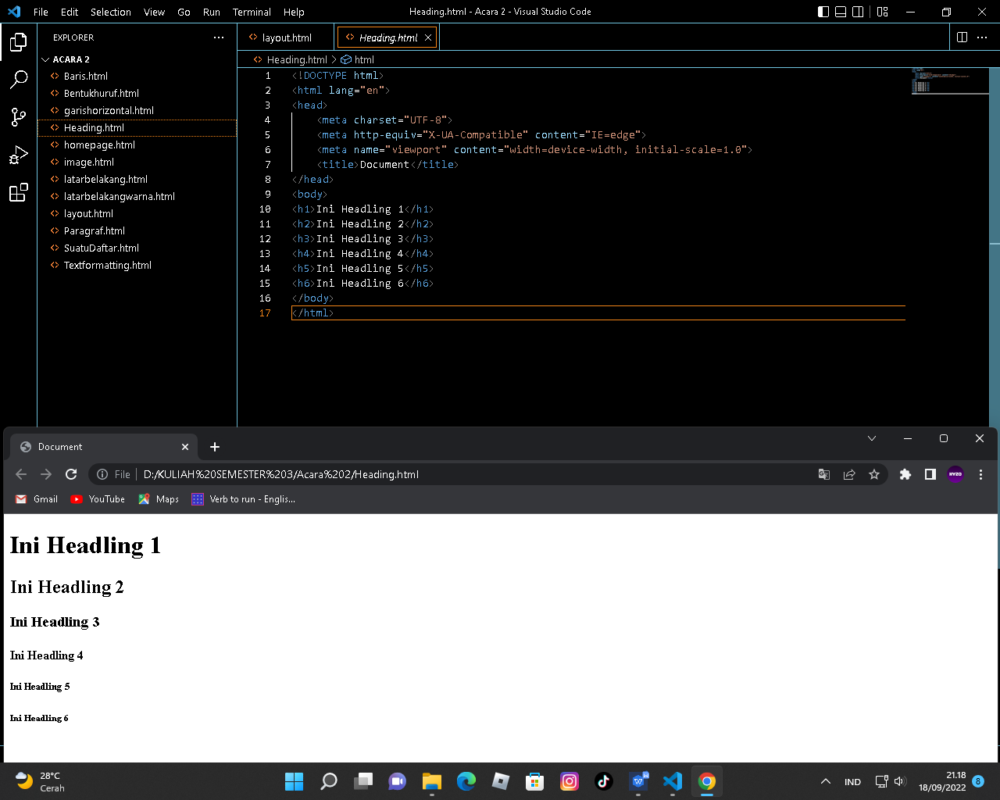 File Edit Selection View Go Run Terminal Help Heading.html - Acara 2 - Visual Studio Code
EXPLORER
ACARA 2
Baris.html
Bentukhuruf.html
garishorizontal.html
Heading.html
homepage.html
image.html
latarbelakang.html
latarbelakangwarna.html
layout.html
Paragraf.html
SuatuDaftar.html
Textformatting.html
layout.html Heading.html
Heading.html > html
1 <!DOCTYPE html>
2 <html lang="en">
3 <head>
4 <meta charset="UTF-8">
5 <meta http-equiv="X-UA-Compatible" content="IE=edge">
6 <meta name="viewport" content="width=device-width, initial-scale=1.0">
7 <title>Document</title>
8 </head>
9 <body>
10 <h1>Ini Headling 1</h1>
11 <h2>Ini Headling 2</h2>
12 <h3>Ini Headling 3</h3>
13 <h4>Ini Headling 4</h4>
14 <h5>Ini Headling 5</h5>
15 <h6>Ini Headling 6</h6>
16 </body>
17 </html>
Document
File D:/KULIAH%20SEMESTER%203/Acara%202/Heading.html
HYZO
Gmail YouTube Maps Verb to run - Englis...
Ini Headling 1
Ini Headling 2
Ini Headling 3
Ini Headling 4
Ini Headling 5
Ini Headling 6
28°C
Cerah
IND
21.18
18/09/2022
8